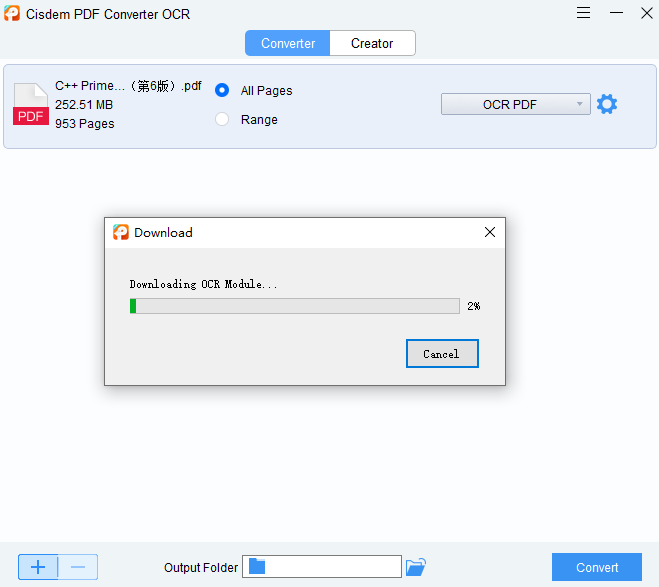 Cisdem PDF Converter OCR
Converter
Creator
C++ Prime...（第6版）.pdf
252.51 MB
953 Pages
PDF
All Pages
Range
OCR PDF
Download
Downloading OCR Module...
2%
Cancel
Output Folder
Convert